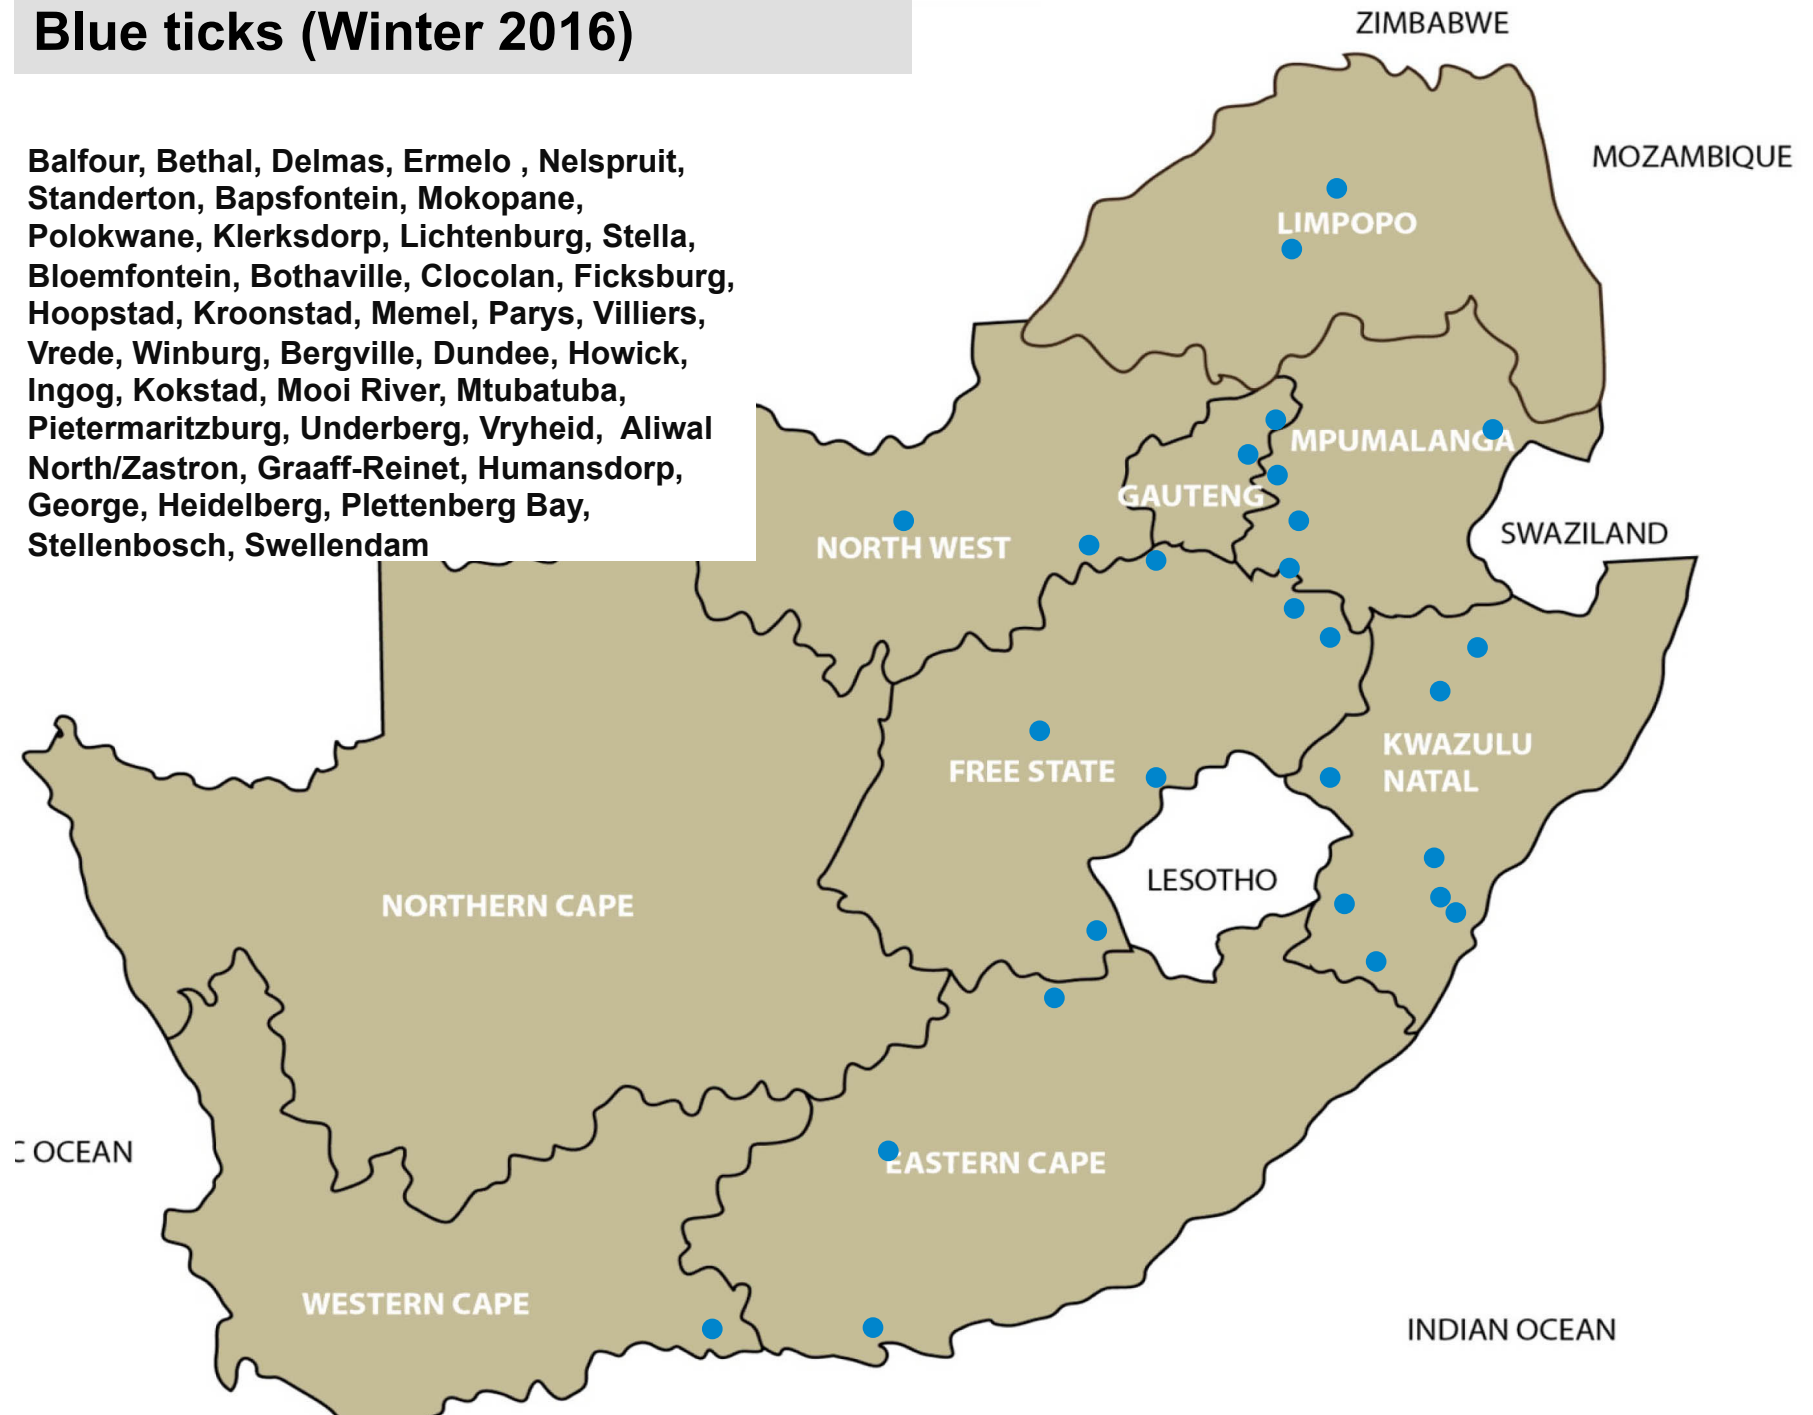 Blue ticks (Winter 2016)
Balfour, Bethal, Delmas, Ermelo , Nelspruit,
Standerton, Bapsfontein, Mokopane,
Polokwane, Klerksdorp, Lichtenburg, Stella,
Bloemfontein, Bothaville, Clocolan, Ficksburg,
Hoopstad, Kroonstad, Memel, Parys, Villiers,
Vrede, Winburg, Bergville, Dundee, Howick,
Ingog, Kokstad, Mooi River, Mtubatuba,
Pietermaritzburg, Underberg, Vryheid, Aliwal
North/Zastron, Graaff-Reinet, Humansdorp,
George, Heidelberg, Plettenberg Bay,
Stellenbosch, Swellendam
ZIMBABWE
MOZAMBIQUE
LIMPOPO
MPUMALANGA
GAUTENG
SWAZILAND
NORTH WEST
KWAZULU
NATAL
FREE STATE
LESOTHO
NORTHERN CAPE
C OCEAN
EASTERN CAPE
WESTERN CAPE
INDIAN OCEAN